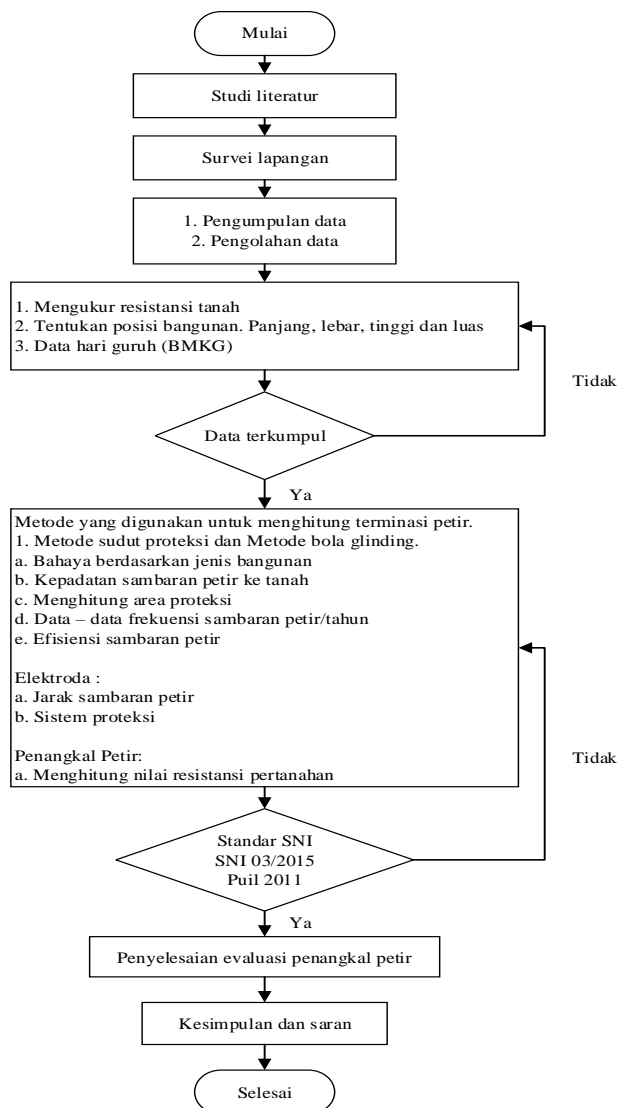 Mulai
Studi literatur
Survei lapangan
1. Pengumpulan data
2. Pengolahan data
1. Mengukur resistansi tanah
2. Tentukan posisi bangunan. Panjang, lebar, tinggi dan luas
3. Data hari guruh (BMKG)
Tidak
Data terkumpul
Ya
Metode yang digunakan untuk menghitung terminasi petir.
1. Metode sudut proteksi dan Metode bola glinding.
a. Bahaya berdasarkan jenis bangunan
b. Kepadatan sambaran petir ke tanah
c. Menghitung area proteksi
d. Data – data frekuensi sambaran petir/tahun
e. Efisiensi sambaran petir
Elektroda :
a. Jarak sambaran petir
b. Sistem proteksi
Penangkal Petir:
a. Menghitung nilai resistansi pertanahan
Tidak
Standar SNI
SNI 03/2015
Puil 2011
Ya
Penyelesaian evaluasi penangkal petir
Kesimpulan dan saran
Selesai